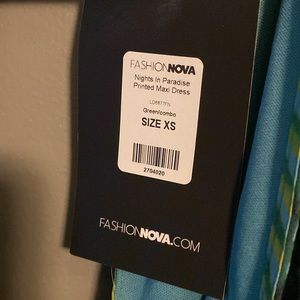 FASHIONNOVA
Nights In Paradise
Printed Maxi Dress
Green/combo
SIZE XS
2704020
FASHIONNOVA.COM